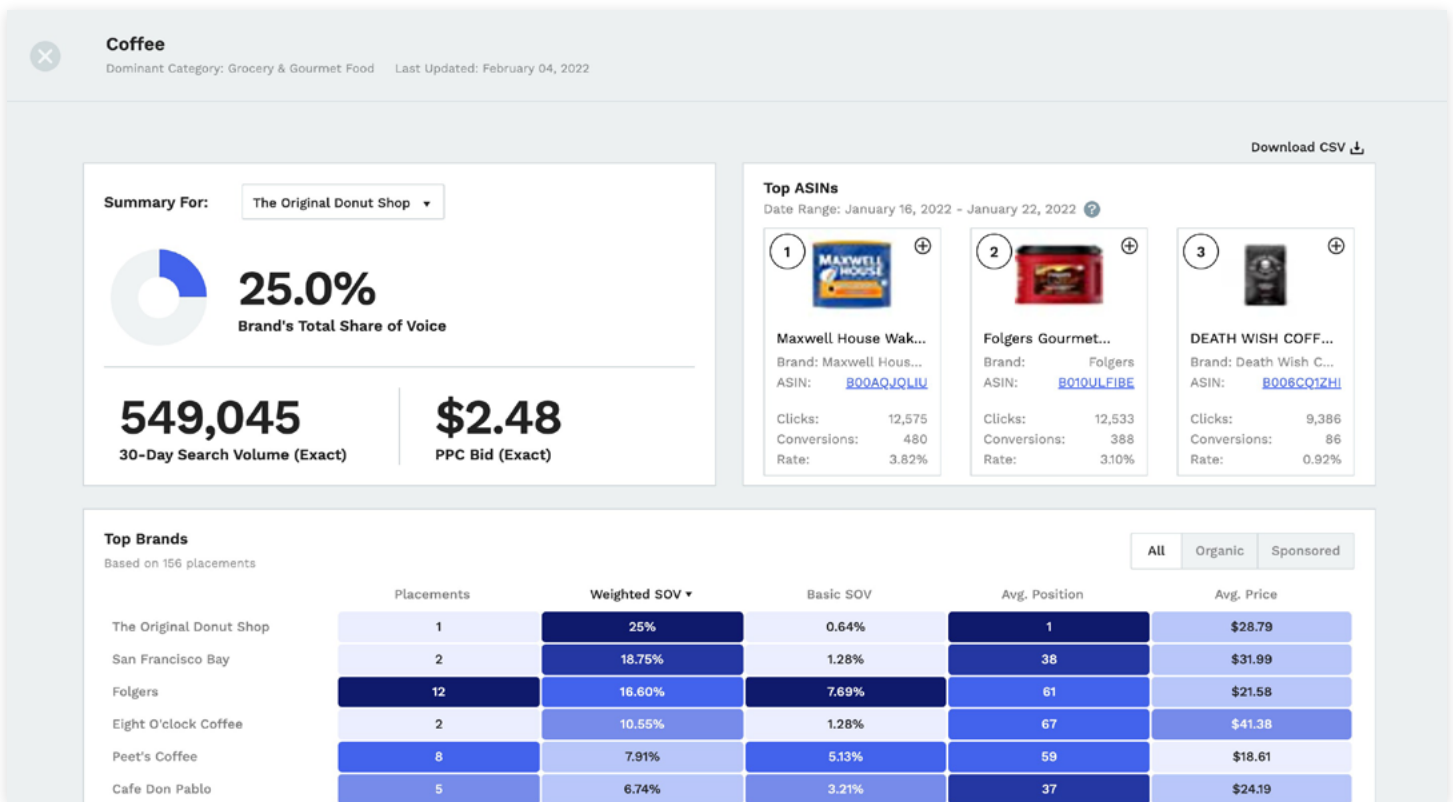 Coffee
Dominant Category: Grocery & Gourmet Food Last Updated: February 04, 2022
Download CSV
Summary For: The Original Donut Shop
25.0%
Brand's Total Share of Voice
549,045
30-Day Search Volume (Exact)
$2.48
PPC Bid (Exact)
Top ASINs
Date Range: January 16, 2022 - January 22, 2022 ?
1
MAXWELL
HOUSE
Maxwell House Wak...
Brand: Maxwell Hous...
ASIN: B00AQJQLIU
Clicks: 12,575
Conversions: 480
Rate: 3.82%
2
Folgers
Folgers Gourmet...
Brand: Folgers
ASIN: B010ULFIBE
Clicks: 12,533
Conversions: 388
Rate: 3.10%
3
DEATH WISH COFF...
Brand: Death Wish C...
ASIN: B006CQ1ZHI
Clicks: 9,386
Conversions: 86
Rate: 0.92%
Top Brands
Based on 156 placements
All Organic Sponsored
Placements Weighted SOV Basic SOV Avg. Position Avg. Price
The Original Donut Shop 1 25% 0.64% 1 $28.79
San Francisco Bay 2 18.75% 1.28% 38 $31.99
Folgers 12 16.60% 7.69% 61 $21.58
Eight O'clock Coffee 2 10.55% 1.28% 67 $41.38
Peet's Coffee 8 7.91% 5.13% 59 $18.61
Cafe Don Pablo 5 6.74% 3.21% 37 $24.19